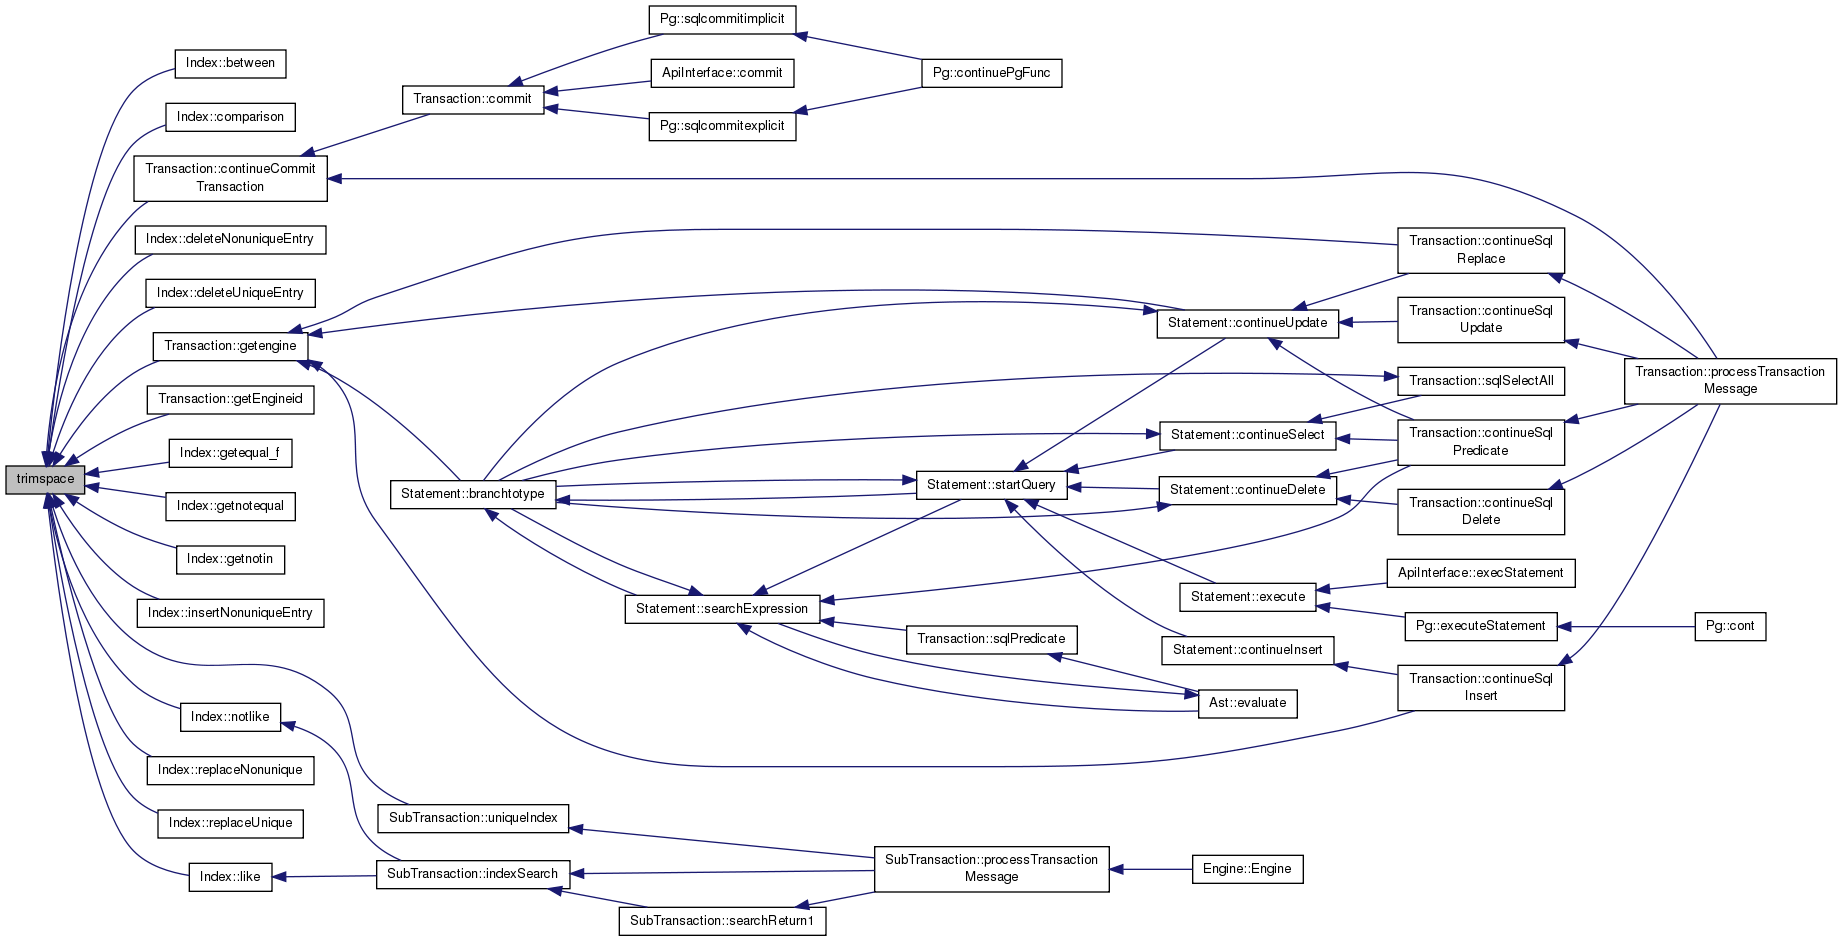 trimspace
Index::between
Index::comparison
Transaction::continueCommit
Transaction
Index::deleteNonuniqueEntry
Index::deleteUniqueEntry
Transaction::getengine
Transaction::getEngineid
Index::getequal_f
Index::getnotequal
Index::getnotin
Index::insertNonuniqueEntry
Index::notlike
Index::replaceNonunique
Index::replaceUnique
Index::like
Transaction::commit
Statement::branchtotype
SubTransaction::uniqueIndex
SubTransaction::indexSearch
Pg::sqlcommitimplicit
ApiInterface::commit
Pg::sqlcommitexplicit
Statement::searchExpression
SubTransaction::searchReturn1
Pg::continuePgFunc
Statement::startQuery
Transaction::sqlPredicate
SubTransaction::processTransaction
Message
Statement::continueUpdate
Statement::continueSelect
Statement::continueDelete
Statement::execute
Statement::continueInsert
Ast::evaluate
Engine::Engine
Transaction::continueSql
Replace
Transaction::continueSql
Update
Transaction::sqlSelectAll
Transaction::continueSql
Predicate
Transaction::continueSql
Delete
ApiInterface::execStatement
Pg::executeStatement
Transaction::continueSql
Insert
Transaction::processTransaction
Message
Pg::cont